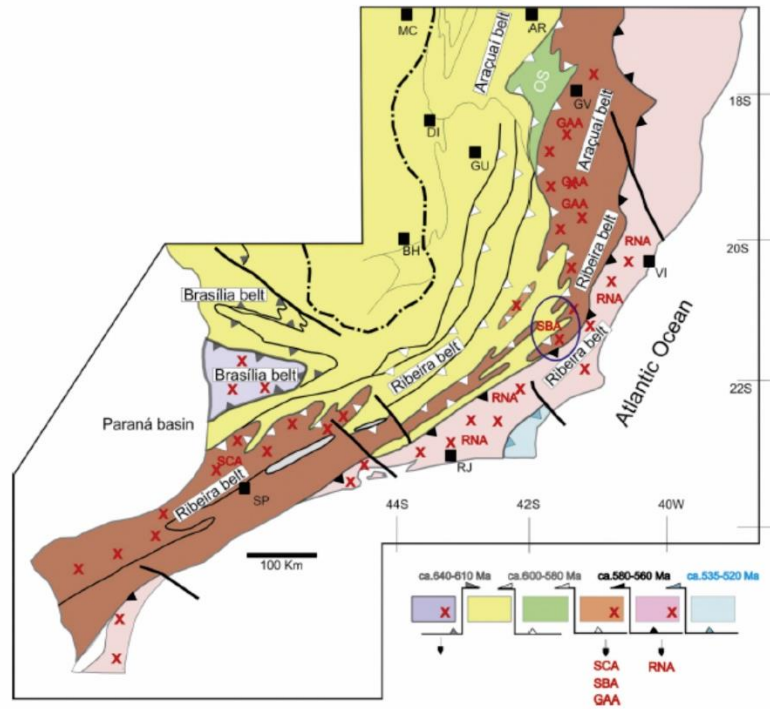 MC
AR
Araçuaí belt
OS
GV
18S
DI
GAA
Araçuaí belt
GU
GAA
GAA
BH
Ribeira belt
RNA
20S
VI
Brasília belt
RNA
SBA
Ribeira belt
Ribeira belt
Brasília belt
Atlantic Ocean
22S
RNA
Paraná basin
SCA
RNA
RJ
Ribeira belt
SP
44S
42S
40W
100 Km
ca.640-610 Ma
ca.600-580 Ma
ca.580-560 Ma
ca.535-520 Ma
SCA
RNA
SBA
GAA